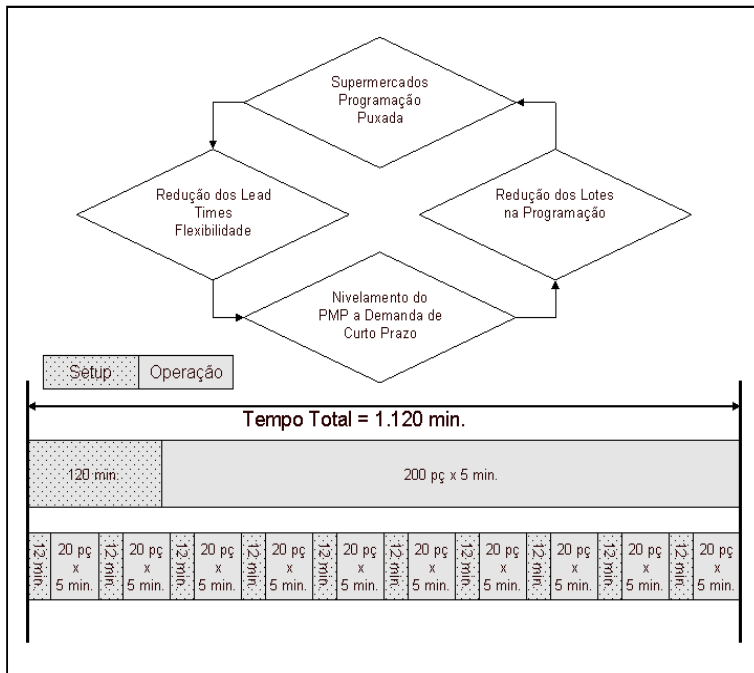 Supermercados
Programação
Puxada
Redução dos Lead
Times
Flexibilidade
Redução dos Lotes
na Programação
Nivelamento do
PMP a Demanda de
Curto Prazo
Setup
Operação
Tempo Total = 1.120 min.
120 min.
200 pç x 5 min.
12 min.
20 pç
x
5 min.
12 min.
20 pç
x
5 min.
12 min.
20 pç
x
5 min.
12 min.
20 pç
x
5 min.
12 min.
20 pç
x
5 min.
12 min.
20 pç
x
5 min.
12 min.
20 pç
x
5 min.
12 min.
20 pç
x
5 min.
12 min.
20 pç
x
5 min.
12 min.
20 pç
x
5 min.